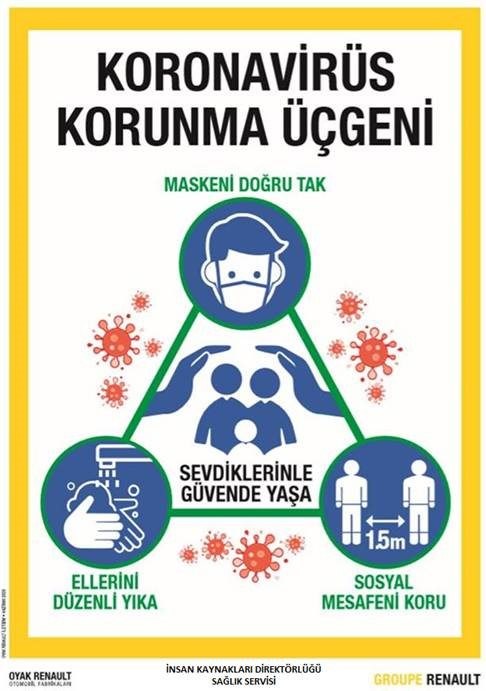 KORONAVİRÜS
KORUNMA ÜÇGENİ
MASKENİ DOĞRU TAK
SEVDİKLERİNLE
GÜVENDE YAŞA
1.5m
ELLERİNİ
DÜZENLİ YIKA
SOSYAL
MESAFENİ KORU
OYAK RENAULT
OTOMOBİL FABRİKALARI
İNSAN KAYNAKLARI DİREKTÖRLÜĞÜ
SAĞLIK SERVİSİ
GROUPE RENAULT